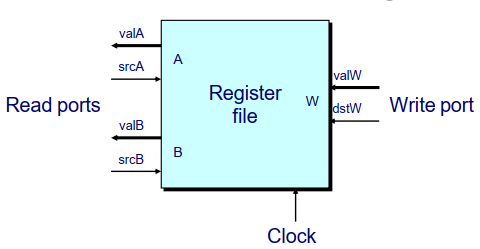 valA
A
srcA
Read ports
valB
B
srcB
Register
file
W
valW
dstW
Write port
Clock